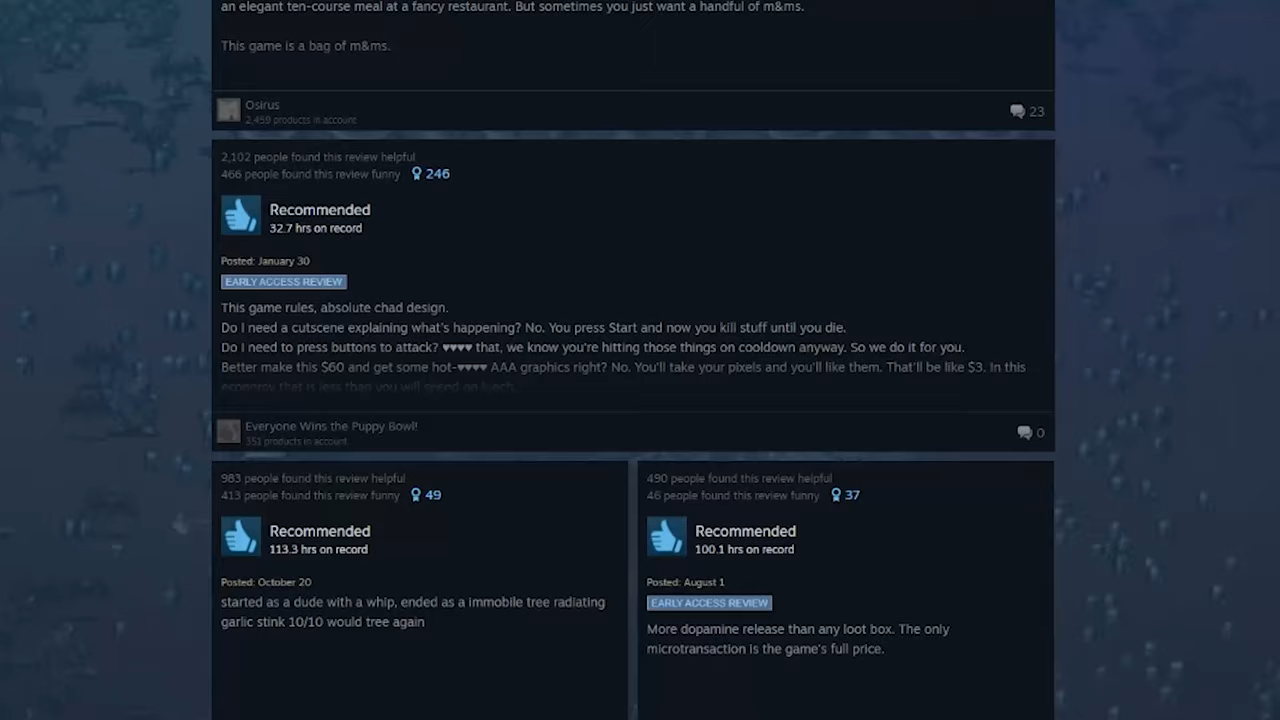 an elegant ten-course meal at a fancy restaurant. But sometimes you just want a handful of m&ms.
This game is a bag of m&ms.
Osirus
2,459 products in account
23
2,102 people found this review helpful
466 people found this review funny 246
Recommended
32.7 hrs on record
Posted: January 30
EARLY ACCESS REVIEW
This game rules, absolute chad design.
Do I need a cutscene explaining what's happening? No. You press Start and now you kill stuff until you die.
Do I need to press buttons to attack? ♥♥♥♥ that, we know you're hitting those things on cooldown anyway. So we do it for you.
Better make this $60 and get some hot-♥♥♥♥ AAA graphics right? No. You'll take your pixels and you'll like them. That'll be like $3. In this
economy that is less than you will spend on lunch.
Everyone Wins the Puppy Bowl!
351 products in account
0
983 people found this review helpful
413 people found this review funny 49
Recommended
113.3 hrs on record
Posted: October 20
started as a dude with a whip, ended as a immobile tree radiating
garlic stink 10/10 would tree again
490 people found this review helpful
46 people found this review funny 37
Recommended
100.1 hrs on record
Posted: August 1
EARLY ACCESS REVIEW
More dopamine release than any loot box. The only
microtransaction is the game's full price.